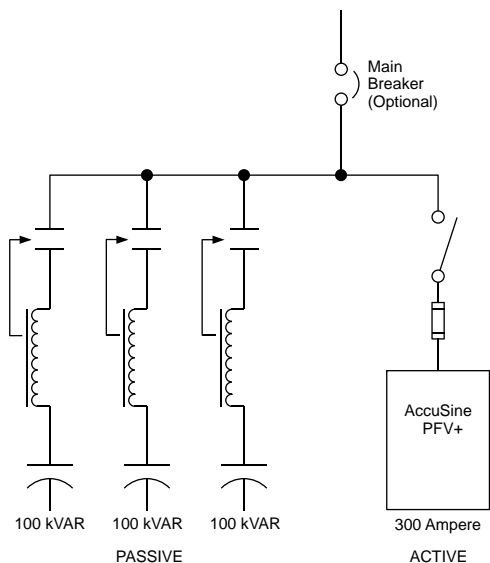 Main
Breaker
(Optional)
AccuSine
PFV+
100 kVAR
100 kVAR
100 kVAR
300 Ampere
PASSIVE
ACTIVE